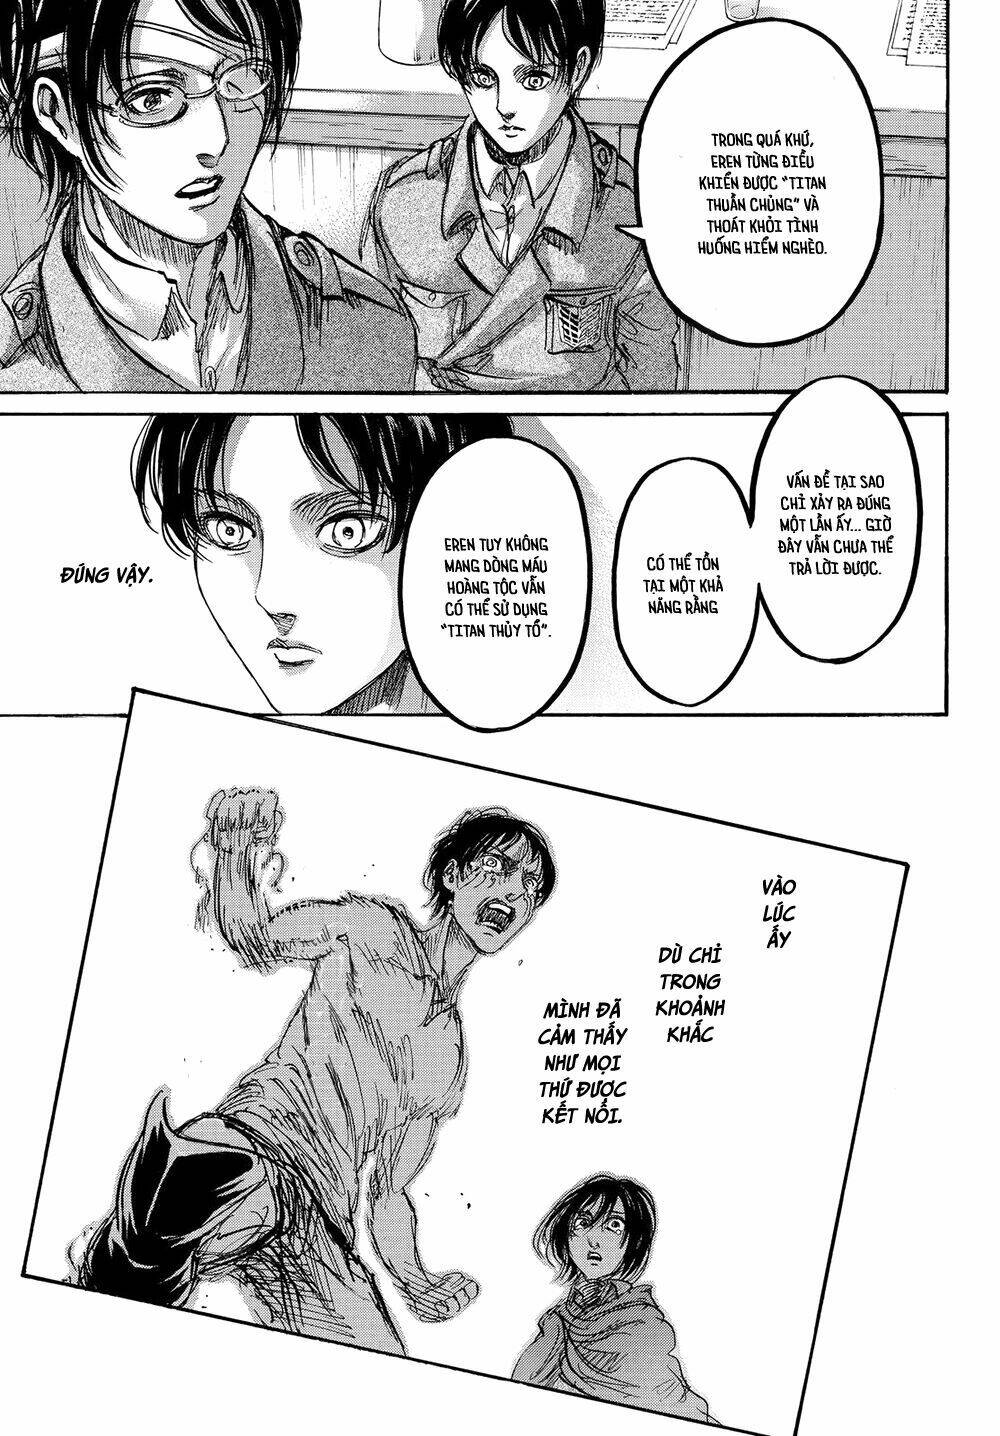 TRONG QUÁ KHỨ,
EREN TỪNG ĐIỀU
KHIỂN ĐƯỢC "TITAN
THUẦN CHỦNG" VÀ
THOÁT KHỎI TÌNH
HUỐNG HIỂM NGHÈO.
VẤN ĐỀ TẠI SAO
CHỈ XẢY RA ĐÚNG
MỘT LẦN ẤY... GIỜ
ĐÂY VẪN CHƯA THỂ
TRẢ LỜI ĐƯỢC.
CÓ THỂ TỒN
TẠI MỘT KHẢ
NĂNG RẰNG
EREN TUY KHÔNG
MANG DÒNG MÁU
HOÀNG TỘC VẪN
CÓ THỂ SỬ DỤNG
"TITAN THỦY TỔ".
ĐÚNG VẬY.
VÀO
LÚC
ẤY
DÙ CHỈ
TRONG
KHOẢNH
KHẮC
MÌNH ĐÃ
CẢM THẤY
NHƯ MỌI
THỨ ĐƯỢC
KẾT NỐI.